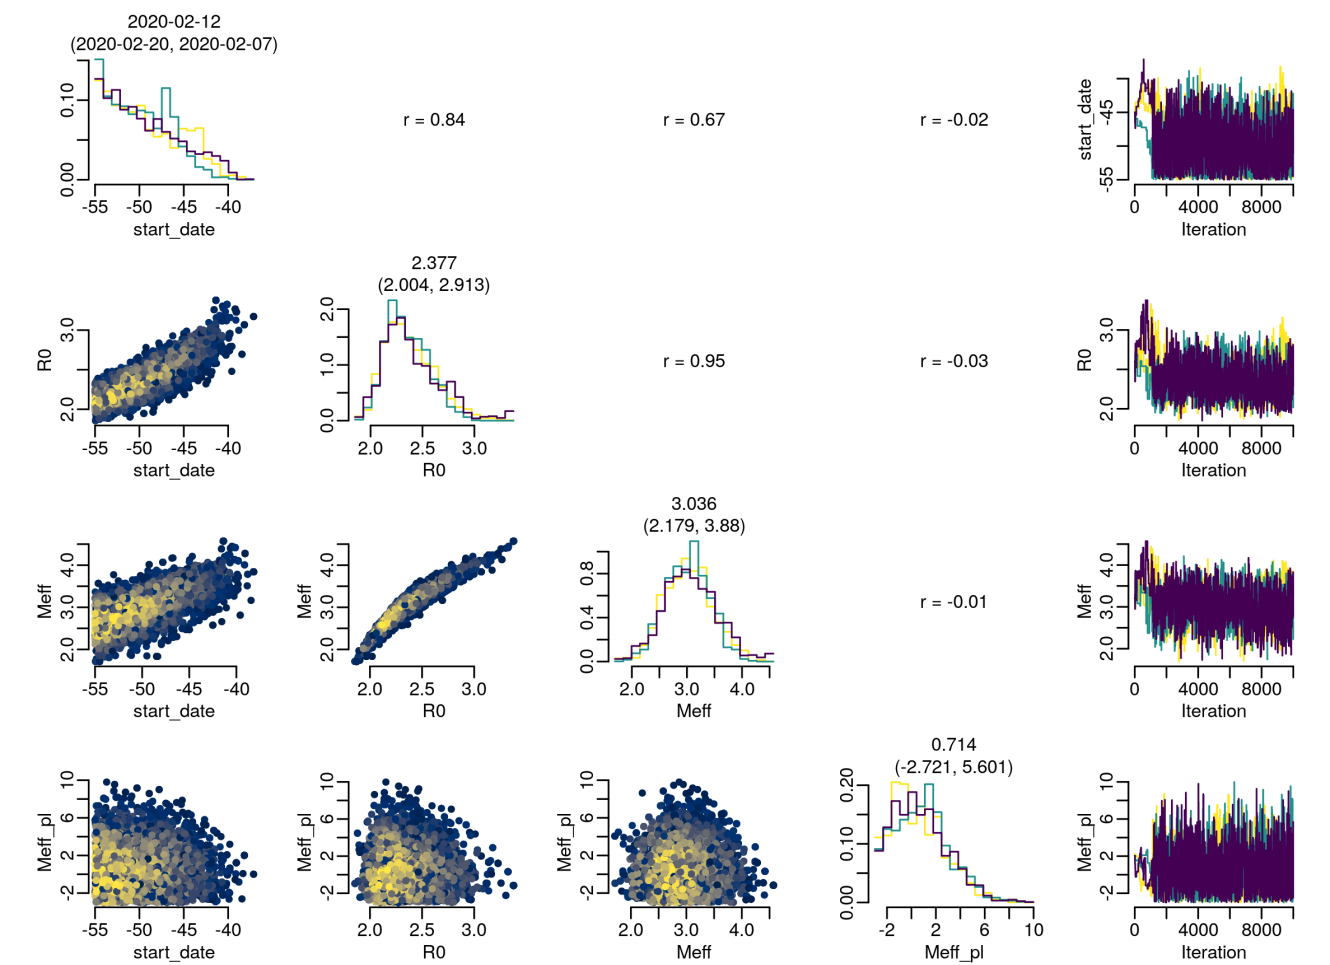 2020-02-12
(2020-02-20, 2020-02-07)
0.00 0.10
-55 -50 -45 -40
start_date
r = 0.84
r = 0.67
r = -0.02
start_date
-55 -45
0 4000 8000
Iteration
R0
2.0 3.0
-55 -50 -45 -40
start_date
2.377
(2.004, 2.913)
0.0 1.0 2.0
2.0 2.5 3.0
R0
r = 0.95
r = -0.03
R0
2.0 3.0
0 4000 8000
Iteration
Meff
2.0 3.0 4.0
-55 -50 -45 -40
start_date
Meff
2.0 3.0 4.0
2.0 2.5 3.0
R0
3.036
(2.179, 3.88)
0.0 0.4 0.8
2.0 3.0 4.0
Meff
r = -0.01
Meff
2.0 3.0 4.0
0 4000 8000
Iteration
Meff_pl
-2 2 6 10
-55 -50 -45 -40
start_date
Meff_pl
-2 2 6 10
2.0 2.5 3.0
R0
Meff_pl
-2 2 6 10
2.0 3.0 4.0
Meff
0.714
(-2.721, 5.601)
0.00 0.10 0.20
-2 2 6 10
Meff_pl
Meff_pl
-2 2 6 10
0 4000 8000
Iteration